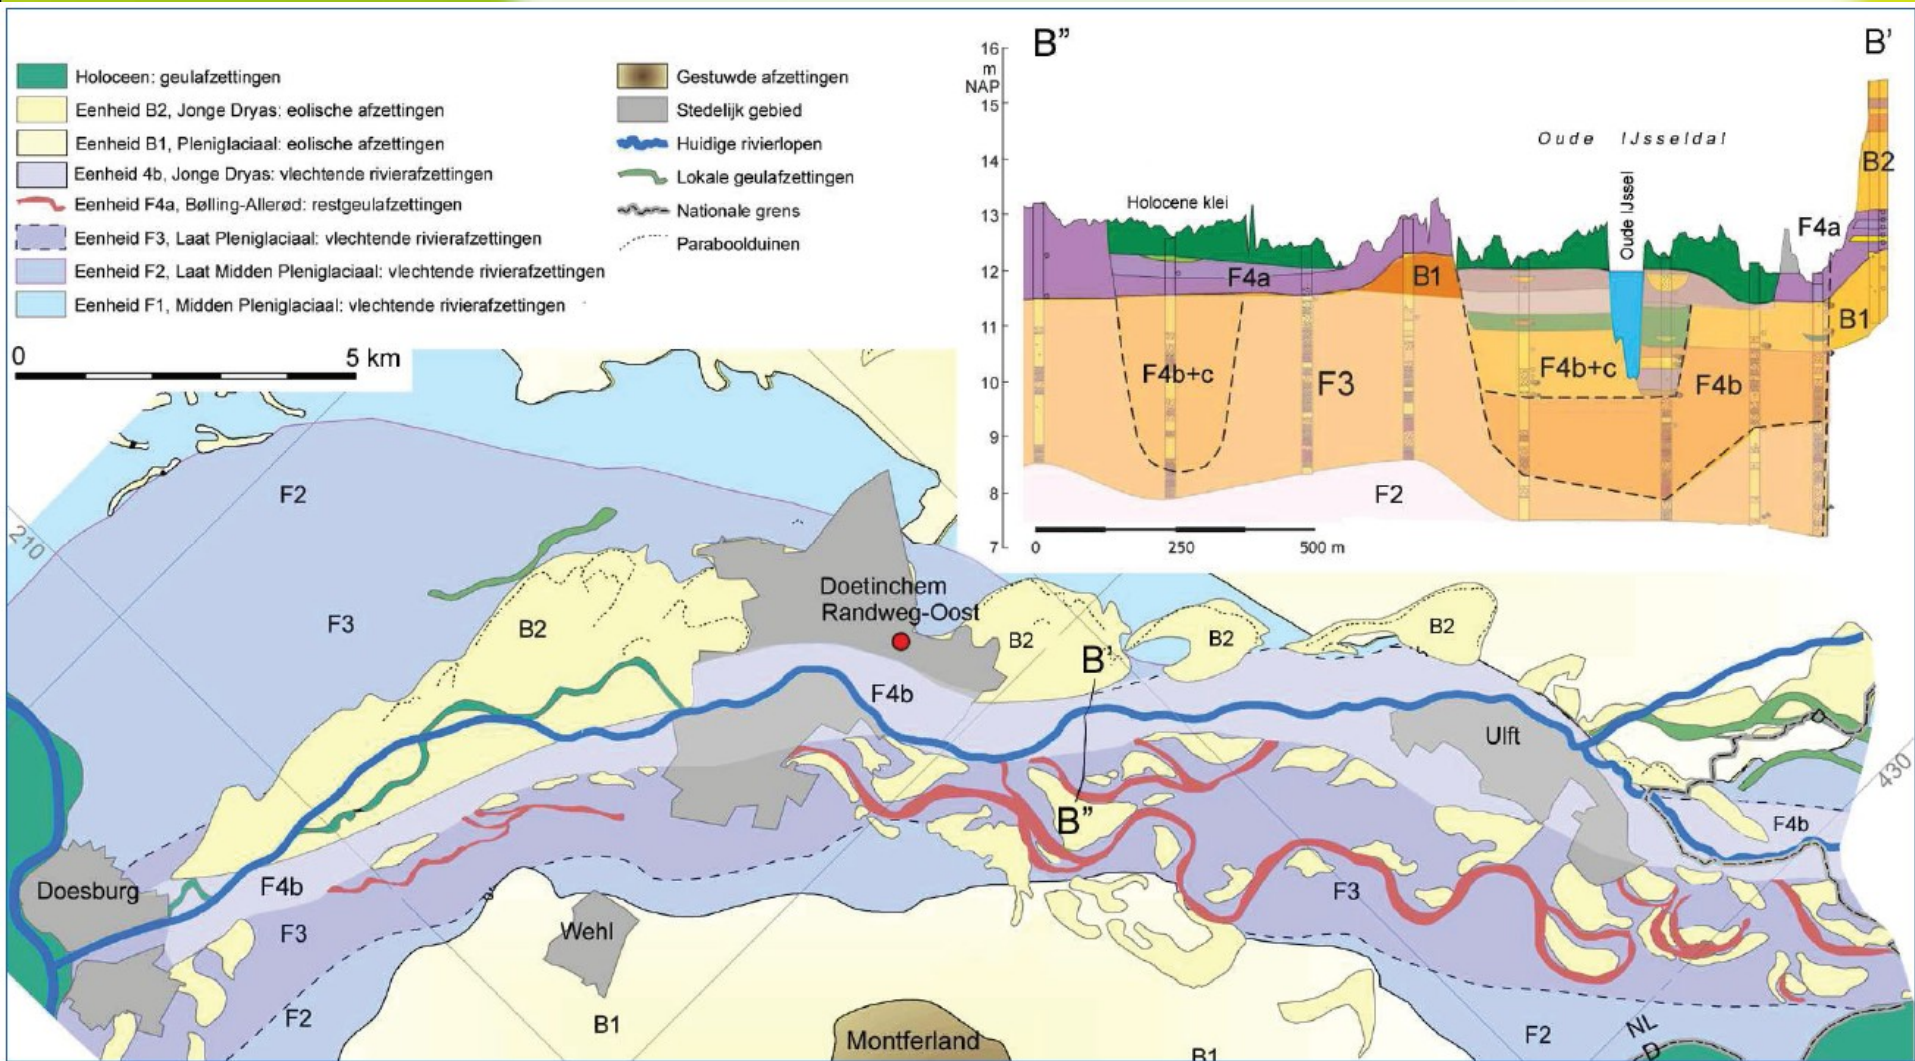 Holoceen: geulafzettingen
Eenheid B2, Jonge Dryas: eolische afzettingen
Eenheid B1, Pleniglaciaal: eolische afzettingen
Eenheid 4b, Jonge Dryas: vlechtende rivierafzettingen
Eenheid F4a, Bølling-Allerød: restgeulafzettingen
Eenheid F3, Laat Pleniglaciaal: vlechtende rivierafzettingen
Eenheid F2, Laat Midden Pleniglaciaal: vlechtende rivierafzettingen
Eenheid F1, Midden Pleniglaciaal: vlechtende rivierafzettingen
Gestuwde afzettingen
Stedelijk gebied
Huidige rivierlopen
Lokale geulafzettingen
Nationale grens
Paraboolduinen
0 5 km
B” B’
16
m
NAP
15
14
13
12
11
10
9
8
7
Oude IJsseldal
Holocene klei
Oude IJssel
B2
F4a
F4a
B1
B1
F4b+c
F3
F4b+c
F4b
F2
0 250 500 m
F2
210
F3
B2
Doetinchem
Randweg-Oost
B2
B’
B2
B2
F4b
Ulft
430
B”
F4b
Doesburg
F4b
F3
F3
Wehl
F2
B1
Montferland
B1
F2
NL
D